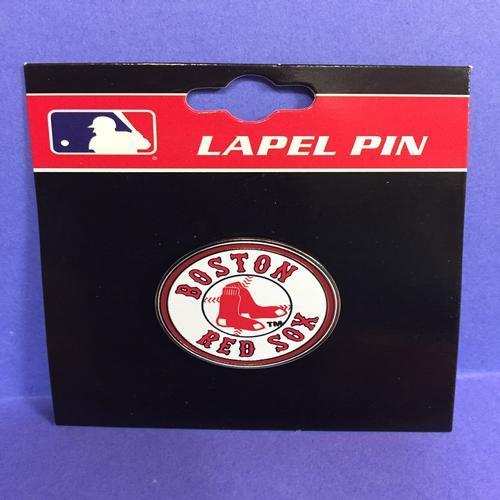 LAPEL PIN
BOSTON
TM
RED SOX